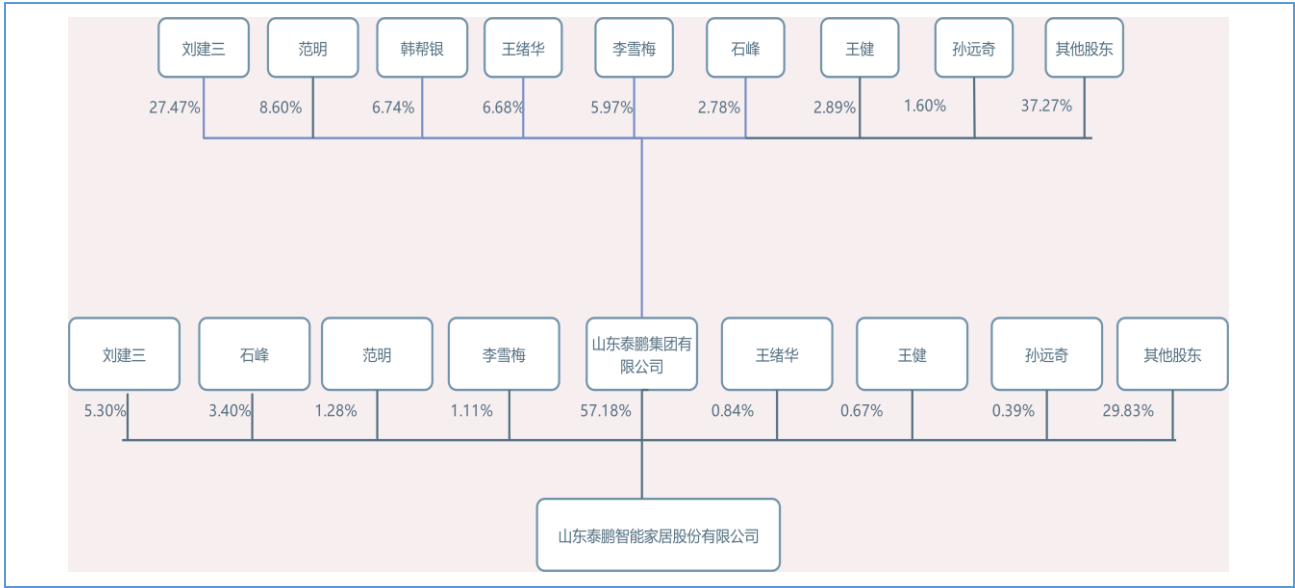 刘建三 范明 韩帮银 王绪华 李雪梅 石峰 王健 孙远奇 其他股东
27.47% 8.60% 6.74% 6.68% 5.97% 2.78% 2.89% 1.60% 37.27%
刘建三 石峰 范明 李雪梅 山东泰鹏集团有
限公司 王绪华 王健 孙远奇 其他股东
5.30% 3.40% 1.28% 1.11% 57.18% 0.84% 0.67% 0.39% 29.83%
山东泰鹏智能家居股份有限公司